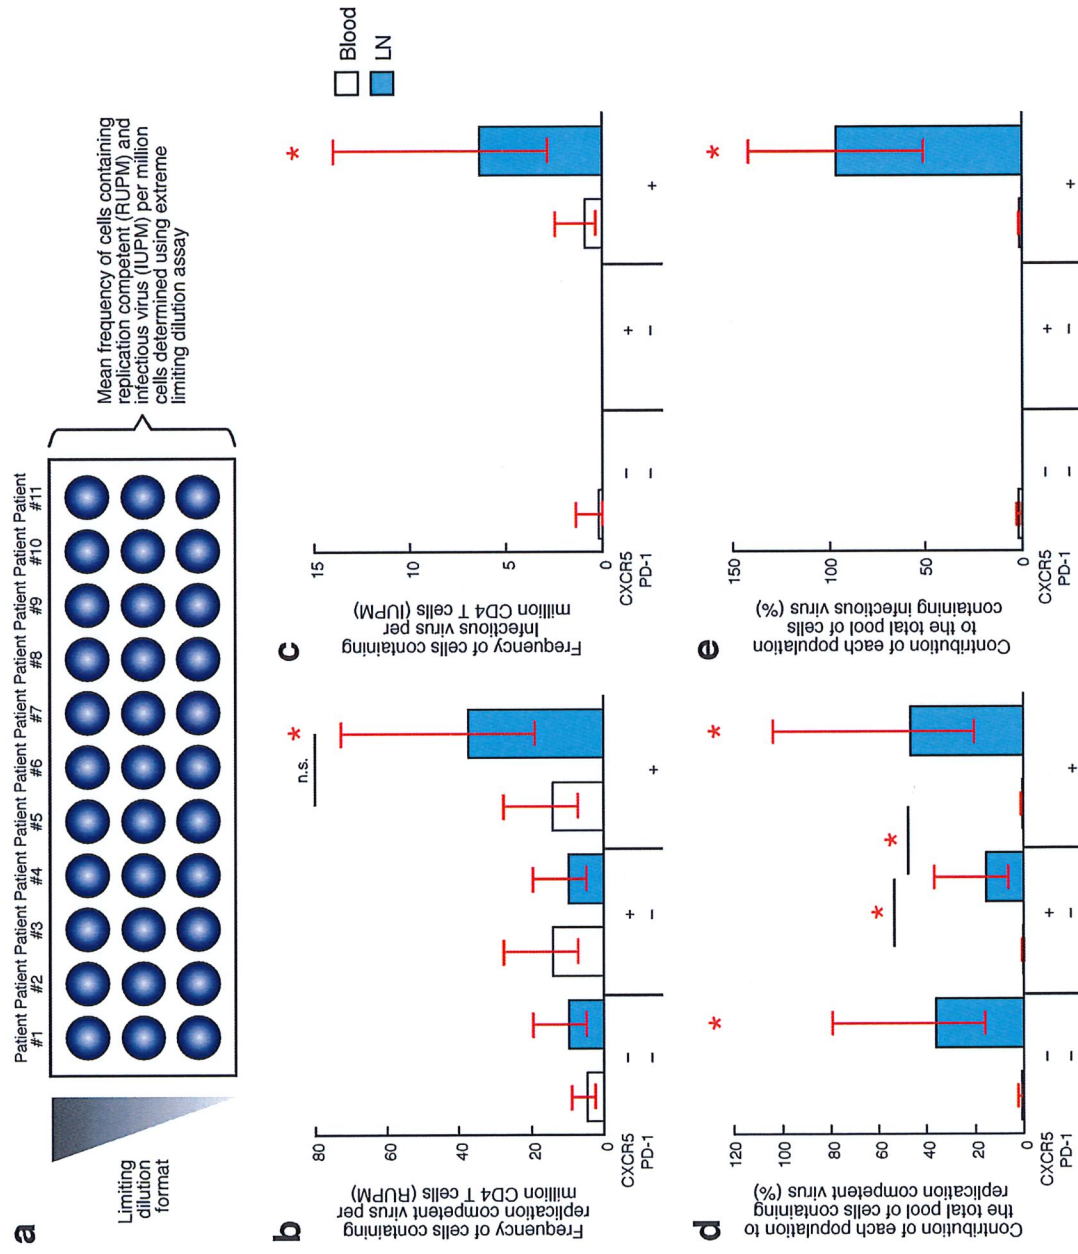 a
Limiting
dilution
format
Patient Patient Patient Patient Patient Patient Patient Patient Patient Patient Patient
#1 #2 #3 #4 #5 #6 #7 #8 #9 #10 #11
Mean frequency of cells containing
replication competent (RUPM) and
infectious virus (IUPM) per million
cells determined using extreme
limiting dilution assay
b
Frequency of cells containing
replication competent virus per
million CD4 T cells (RUPM)
80
60
40
20
0
n.s.
*
CXCR5 − + +
PD-1 − −
c
Frequency of cells containing
Infectious virus per
million CD4 T cells (IUPM)
15
10
5
0
*
CXCR5 − + +
PD-1 − −
Blood
LN
d
Contribution of each population to
the total pool of cells containing
replication competent virus (%)
120
100
80
60
40
20
0
* * * *
CXCR5 − + +
PD-1 − −
e
Contribution of each population
to the total pool of cells
containing infectious virus (%)
150
100
50
0
*
CXCR5 − + +
PD-1 − −